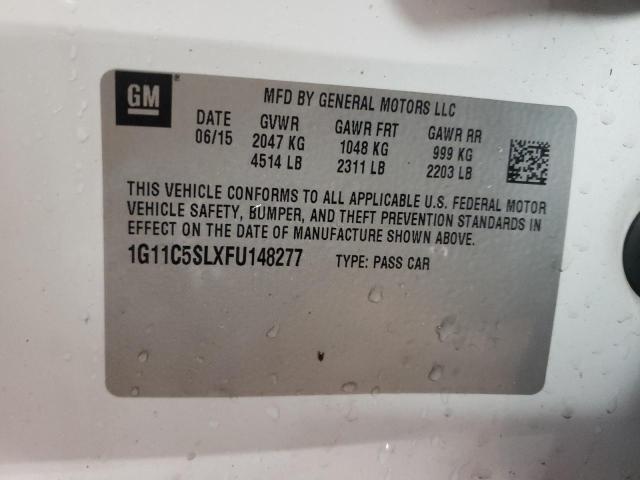 GM
MFD BY GENERAL MOTORS LLC
DATE GVWR GAWR FRT GAWR RR
06/15 2047 KG 1048 KG 999 KG
4514 LB 2311 LB 2203 LB
THIS VEHICLE CONFORMS TO ALL APPLICABLE U.S. FEDERAL MOTOR
VEHICLE SAFETY, BUMPER, AND THEFT PREVENTION STANDARDS IN
EFFECT ON THE DATE OF MANUFACTURE SHOWN ABOVE.
1G11C5SLXFU148277 TYPE: PASS CAR